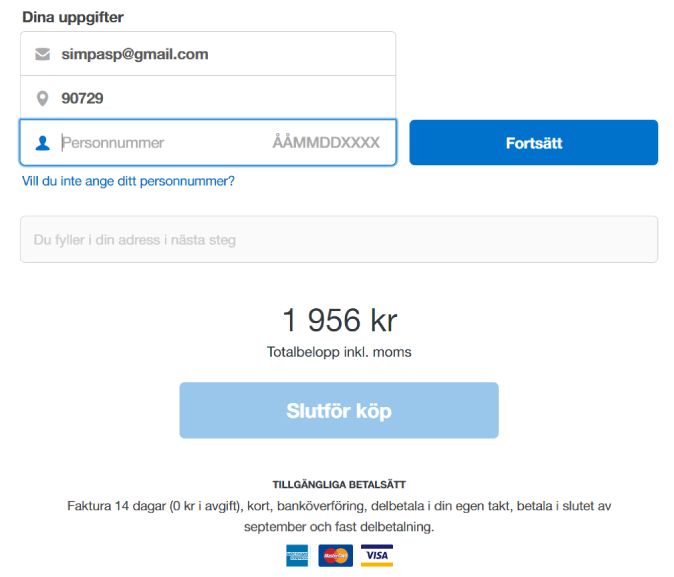 Dina uppgifter
simpasp@gmail.com
90729
Personnummer ÅÅMMDDXXXX
Fortsätt
Vill du inte ange ditt personnummer?
Du fyller i din adress i nästa steg
1 956 kr
Totalbelopp inkl. moms
Slutför köp
TILLGÄNGLIGA BETALSÄTT
Faktura 14 dagar (0 kr i avgift), kort, banköverföring, delbetala i din egen takt, betala i slutet av
september och fast delbetalning.
AMERICAN EXPRESS MasterCard VISA